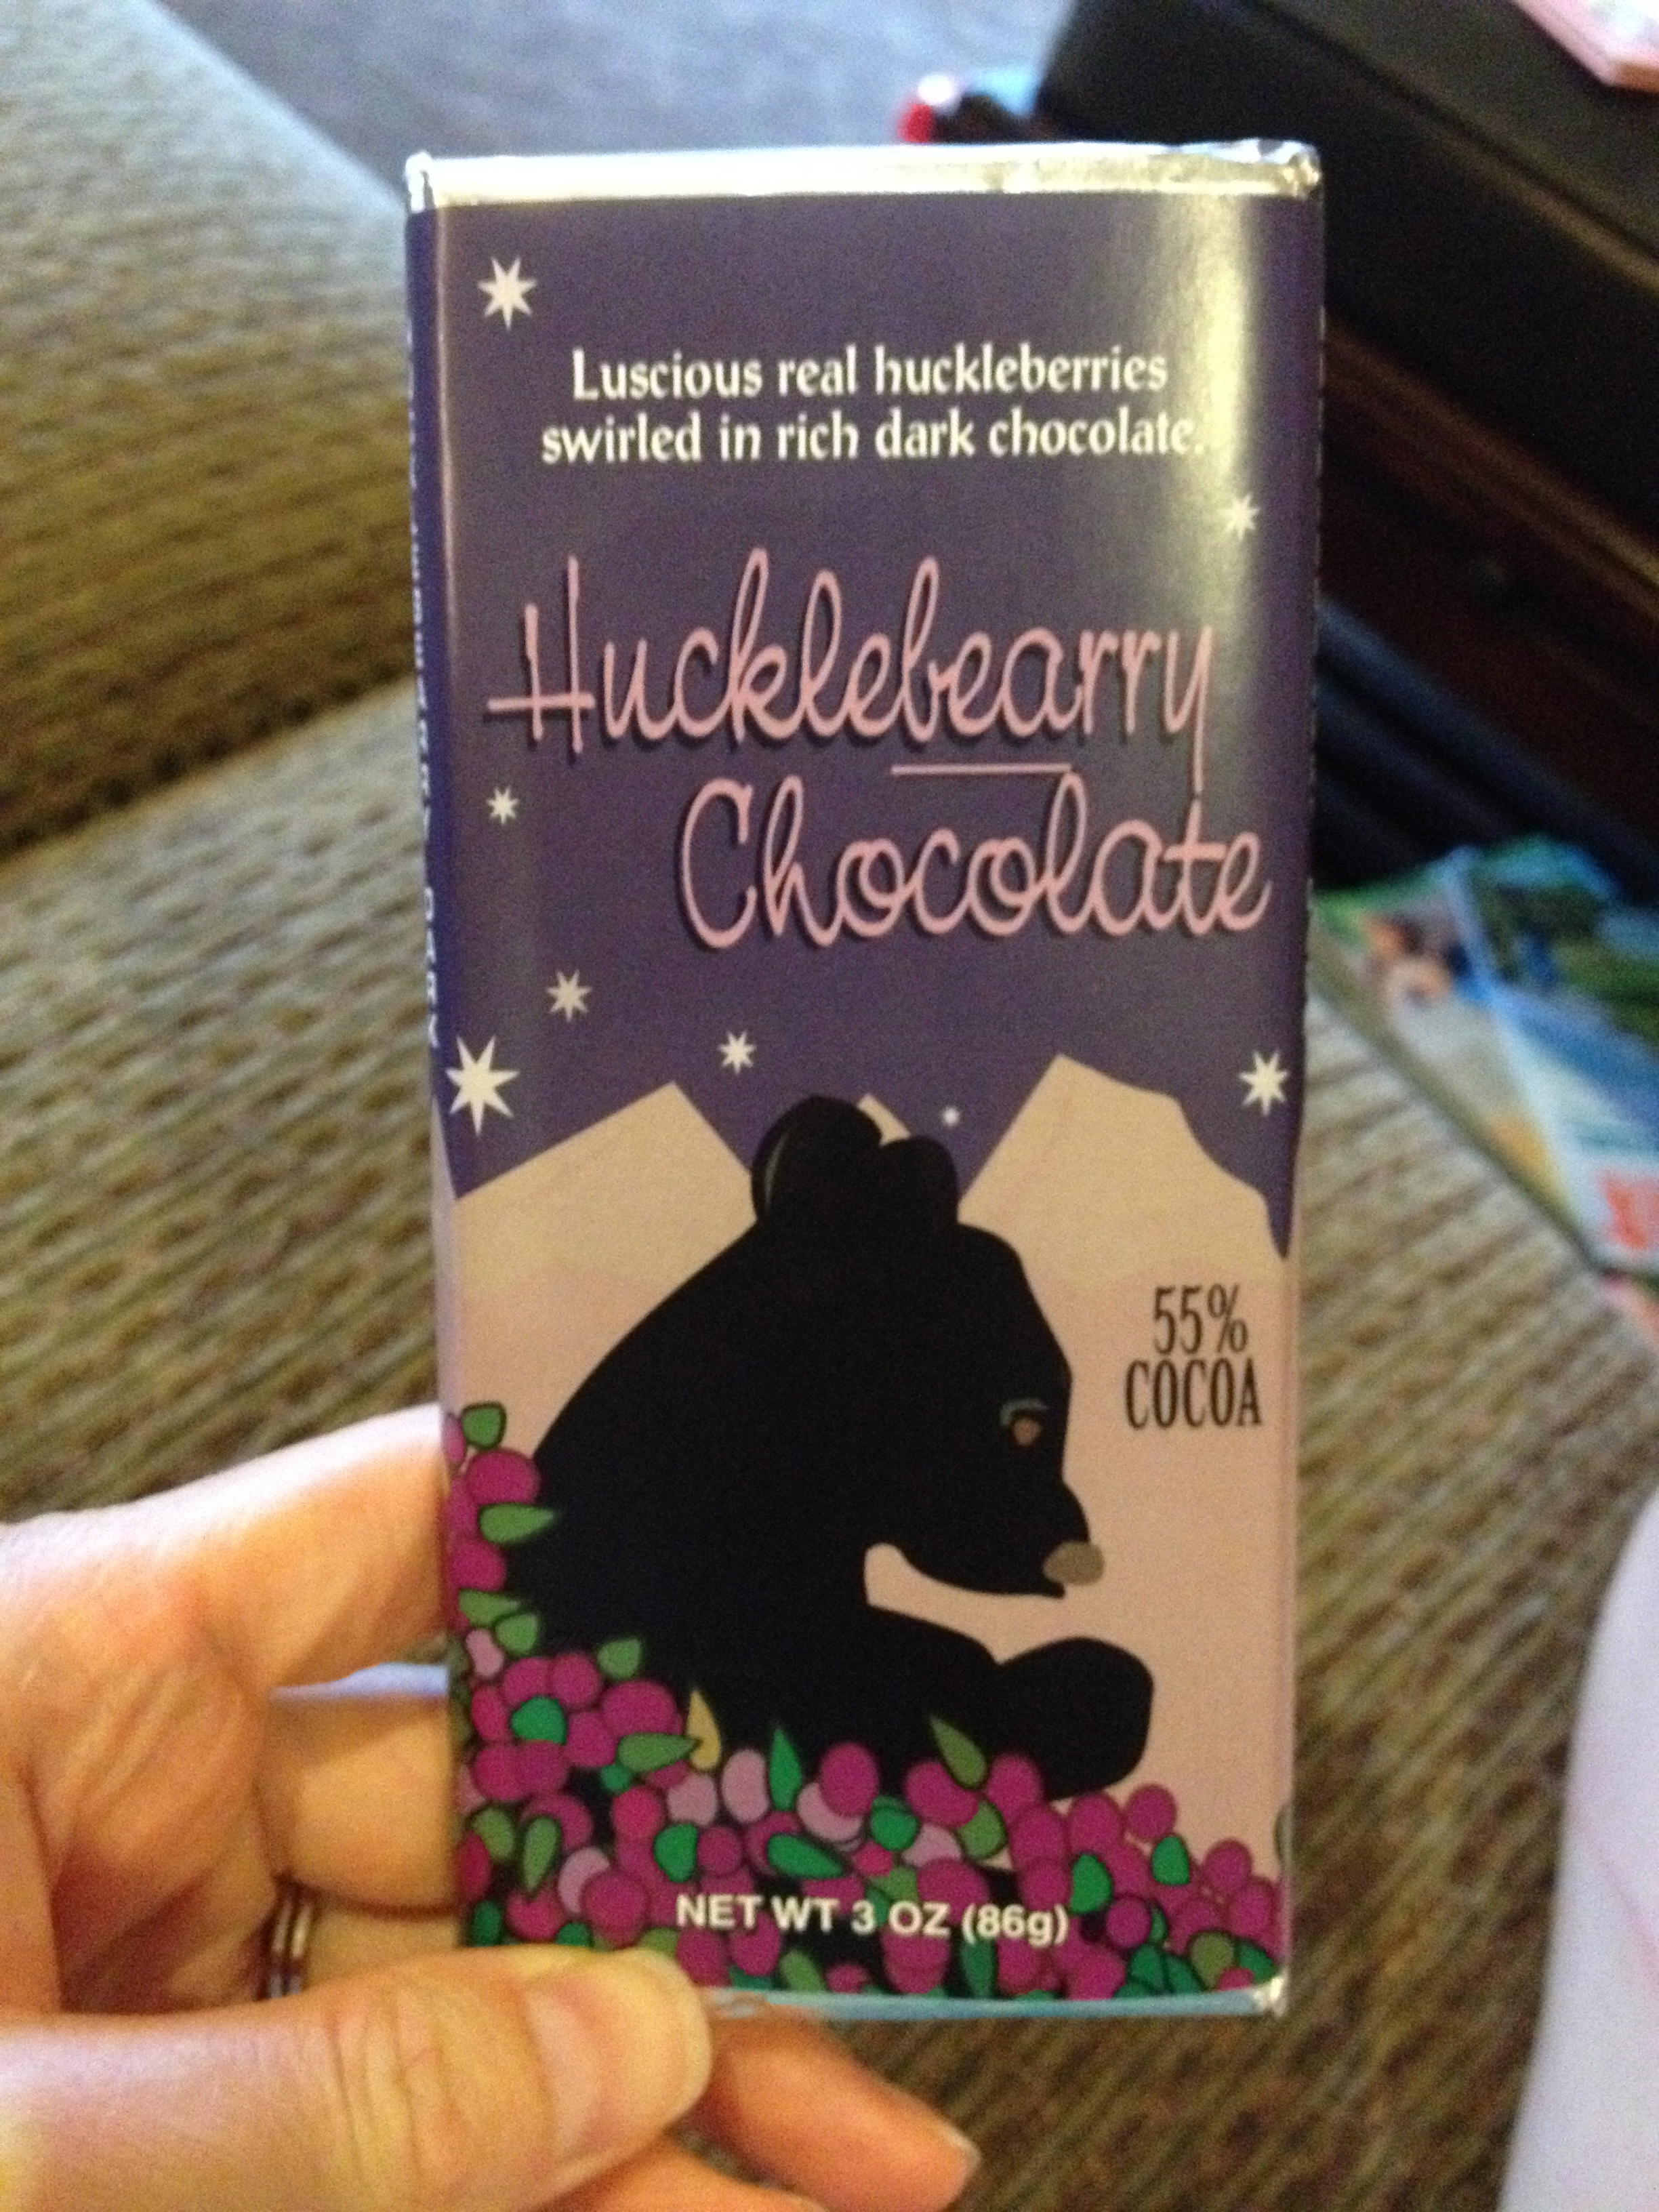 Luscious real huckleberries
swirled in rich dark chocolate.
Hucklebearry
Chocolate
55%
COCOA
NET WT 3 OZ (86g)